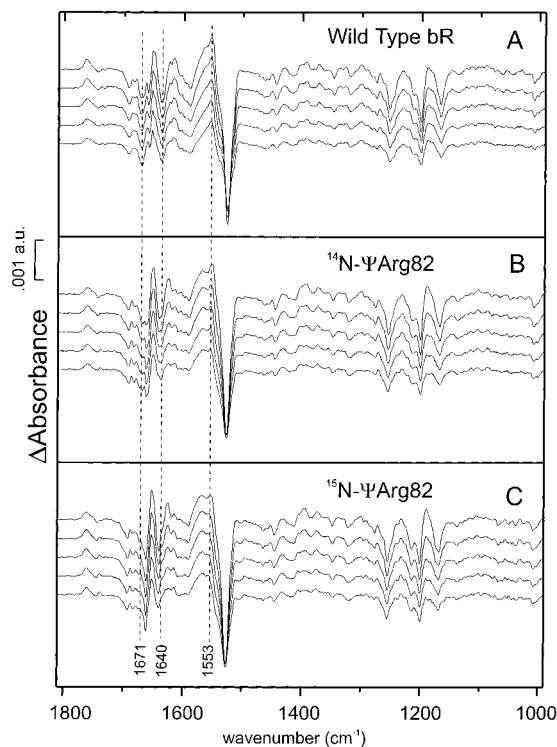 Wild Type bR
A
¹⁴N-ΨArg82
B
¹⁵N-ΨArg82
C
ΔAbsorbance
.001 a.u.
1671
1640
1553
1800
1600
1400
1200
1000
wavenumber (cm⁻¹)